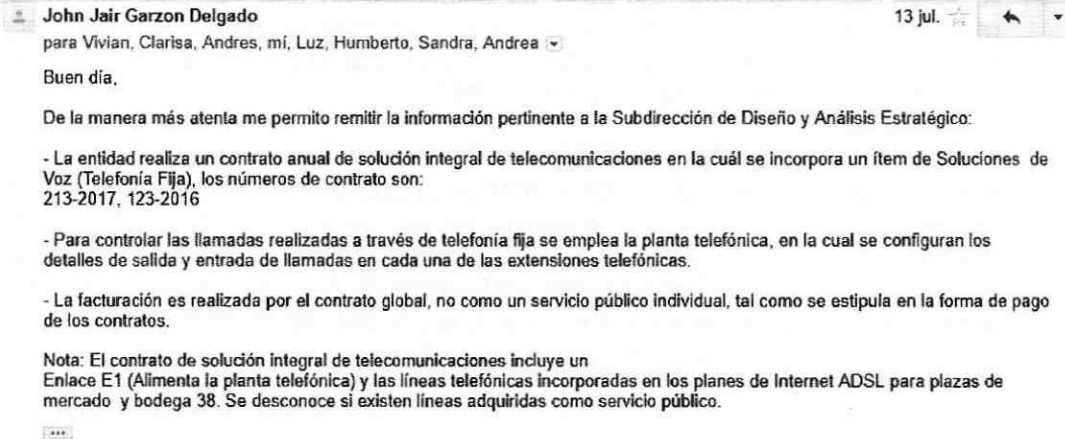 John Jair Garzon Delgado
13 jul.
para Vivian, Clarisa, Andres, mí, Luz, Humberto, Sandra, Andrea
Buen día,
De la manera más atenta me permito remitir la información pertinente a la Subdirección de Diseño y Análisis Estratégico:
- La entidad realiza un contrato anual de solución integral de telecomunicaciones en la cuál se incorpora un ítem de Soluciones de
Voz (Telefonía Fija), los números de contrato son:
213-2017, 123-2016
- Para controlar las llamadas realizadas a través de telefonía fija se emplea la planta telefónica, en la cual se configuran los
detalles de salida y entrada de llamadas en cada una de las extensiones telefónicas.
- La facturación es realizada por el contrato global, no como un servicio público individual, tal como se estipula en la forma de pago
de los contratos.
Nota: El contrato de solución integral de telecomunicaciones incluye un
Enlace E1 (Alimenta la planta telefónica) y las líneas telefónicas incorporadas en los planes de Internet ADSL para plazas de
mercado y bodega 38. Se desconoce si existen líneas adquiridas como servicio público.